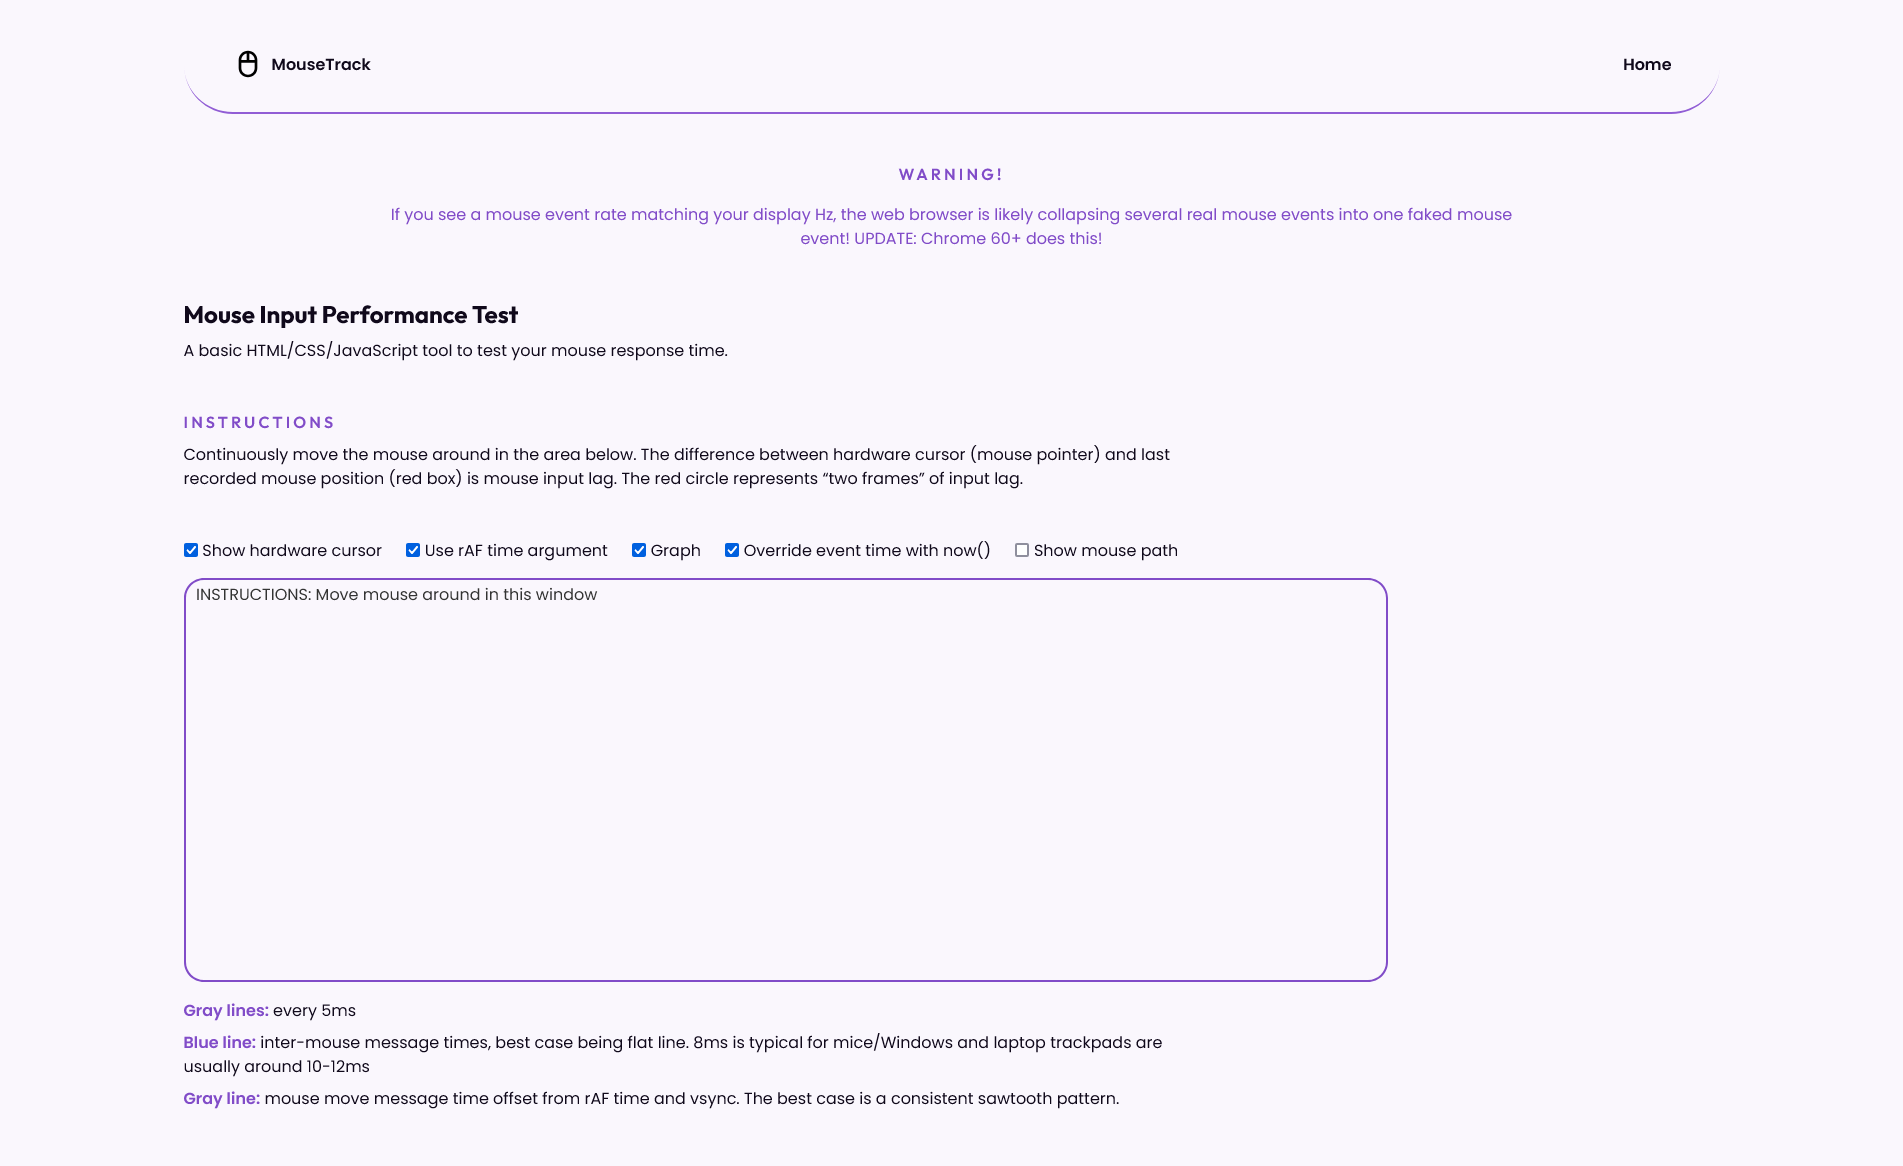 MouseTrack
Home
WARNING!
If you see a mouse event rate matching your display Hz, the web browser is likely collapsing several real mouse events into one faked mouse
event! UPDATE: Chrome 60+ does this!
Mouse Input Performance Test
A basic HTML/CSS/JavaScript tool to test your mouse response time.
INSTRUCTIONS
Continuously move the mouse around in the area below. The difference between hardware cursor (mouse pointer) and last
recorded mouse position (red box) is mouse input lag. The red circle represents “two frames” of input lag.
Show hardware cursor Use rAF time argument Graph Override event time with now() Show mouse path
INSTRUCTIONS: Move mouse around in this window
Gray lines: every 5ms
Blue line: inter-mouse message times, best case being flat line. 8ms is typical for mice/Windows and laptop trackpads are
usually around 10-12ms
Gray line: mouse move message time offset from rAF time and vsync. The best case is a consistent sawtooth pattern.